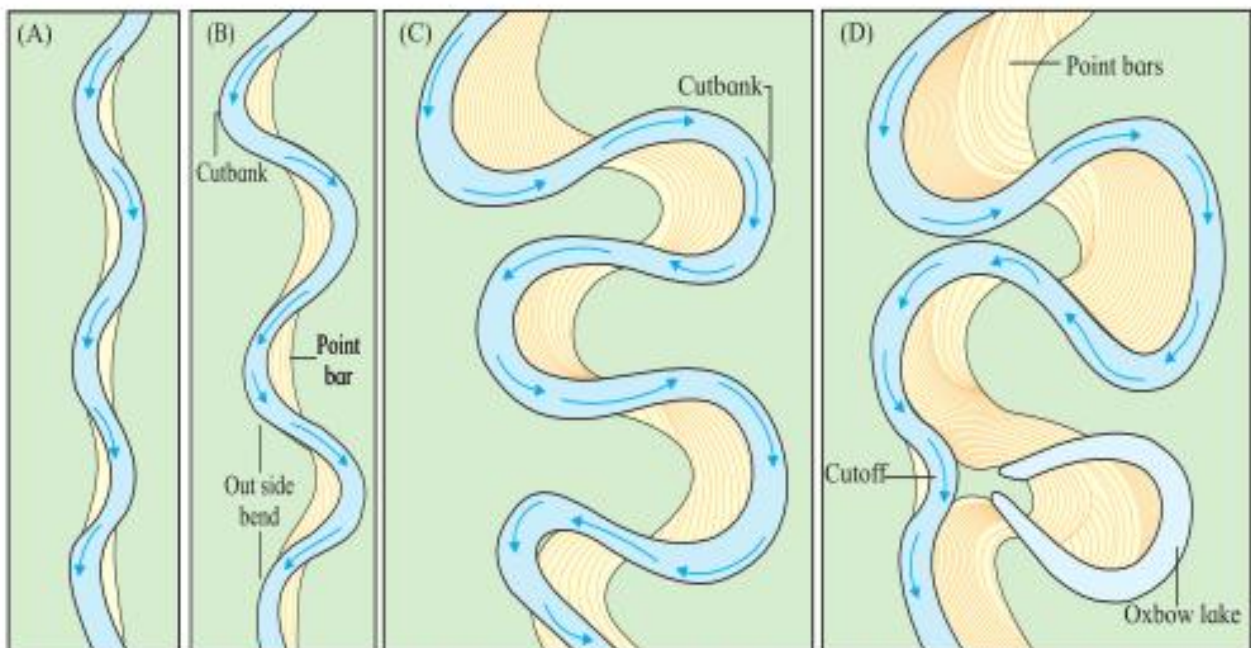 (A)
(B)
Cutbank
Point
bar
Out side
bend
(C)
Cutbank
(D)
Point bars
Cutoff
Oxbow lake